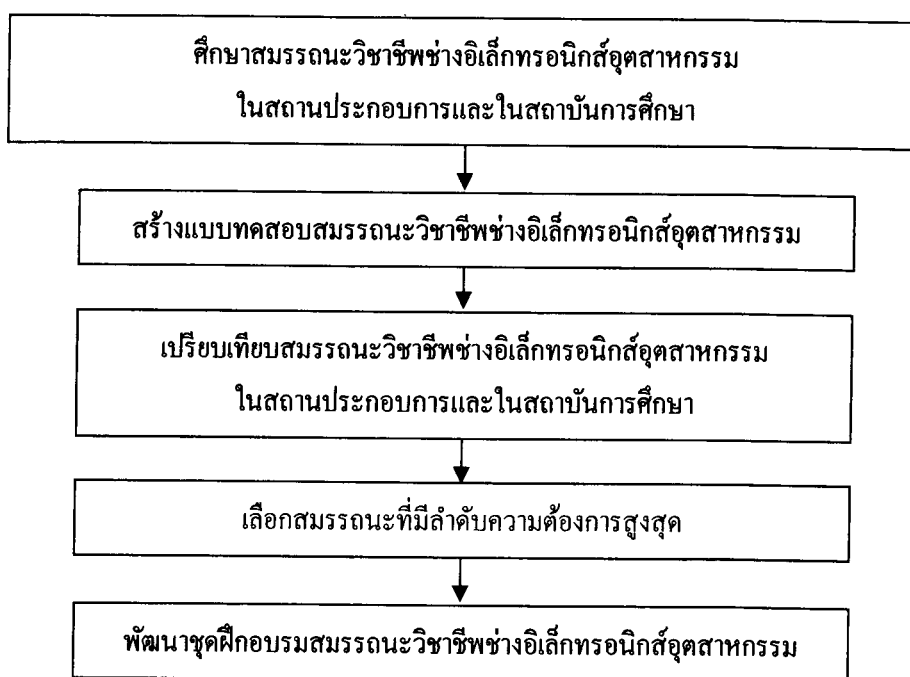 ศึกษาสมรรถนะวิชาชีพช่างอิเล็กทรอนิกส์อุตสาหกรรม
ในสถานประกอบการและในสถาบันการศึกษา
สร้างแบบทดสอบสมรรถนะวิชาชีพช่างอิเล็กทรอนิกส์อุตสาหกรรม
เปรียบเทียบสมรรถนะวิชาชีพช่างอิเล็กทรอนิกส์อุตสาหกรรม
ในสถานประกอบการและในสถาบันการศึกษา
เลือกสมรรถนะที่มีลำดับความต้องการสูงสุด
พัฒนาชุดฝึกอบรมสมรรถนะวิชาชีพช่างอิเล็กทรอนิกส์อุตสาหกรรม